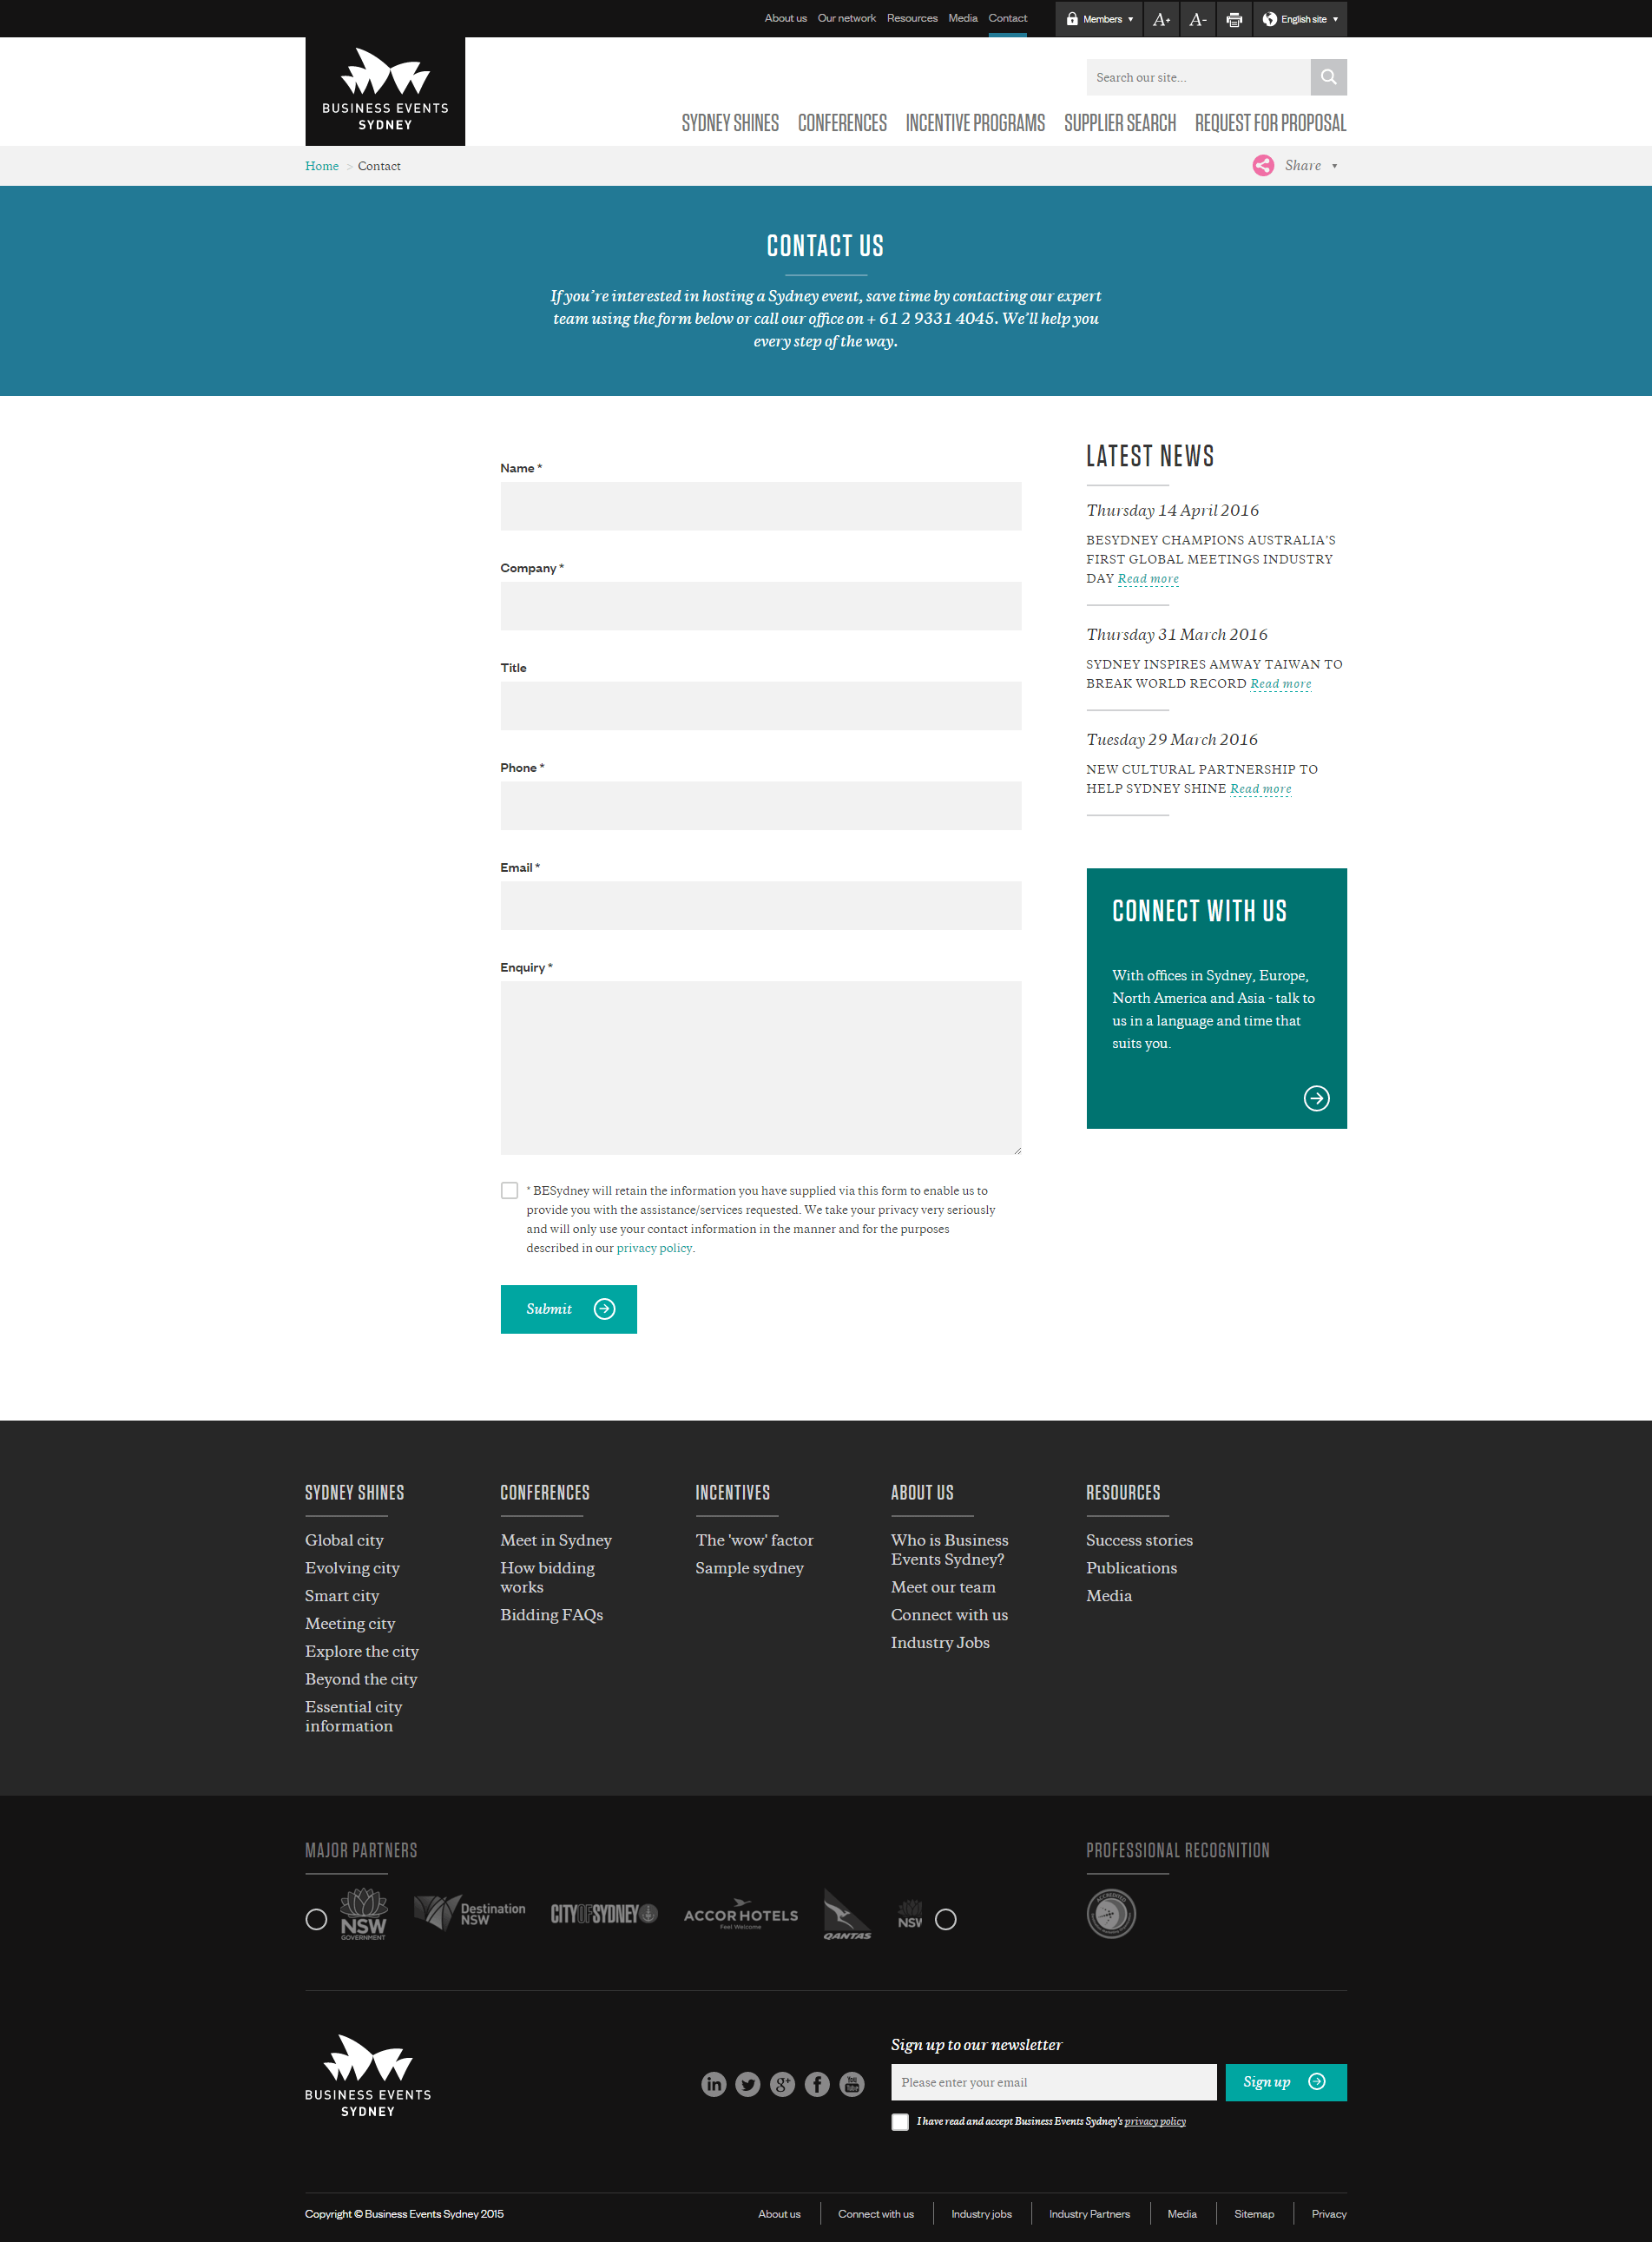 About us Our network Resources Media Contact Members A+ A- English site
BUSINESS EVENTS
SYDNEY
Search our site...
SYDNEY SHINES CONFERENCES INCENTIVE PROGRAMS SUPPLIER SEARCH REQUEST FOR PROPOSAL
Home > Contact
Share
CONTACT US
If you're interested in hosting a Sydney event, save time by contacting our expert
team using the form below or call our office on + 61 2 9331 4045. We'll help you
every step of the way.
Name *
Company *
Title
Phone *
Email *
Enquiry *
* BESydney will retain the information you have supplied via this form to enable us to
provide you with the assistance/services requested. We take your privacy very seriously
and will only use your contact information in the manner and for the purposes
described in our privacy policy.
Submit
LATEST NEWS
Thursday 14 April 2016
BESYDNEY CHAMPIONS AUSTRALIA'S
FIRST GLOBAL MEETINGS INDUSTRY
DAY Read more
Thursday 31 March 2016
SYDNEY INSPIRES AMWAY TAIWAN TO
BREAK WORLD RECORD Read more
Tuesday 29 March 2016
NEW CULTURAL PARTNERSHIP TO
HELP SYDNEY SHINE Read more
CONNECT WITH US
With offices in Sydney, Europe,
North America and Asia - talk to
us in a language and time that
suits you.
SYDNEY SHINES
Global city
Evolving city
Smart city
Meeting city
Explore the city
Beyond the city
Essential city
information
CONFERENCES
Meet in Sydney
How bidding
works
Bidding FAQs
INCENTIVES
The 'wow' factor
Sample sydney
ABOUT US
Who is Business
Events Sydney?
Meet our team
Connect with us
Industry Jobs
RESOURCES
Success stories
Publications
Media
MAJOR PARTNERS
NSW
GOVERNMENT
Destination
NSW
CITYOFSYDNEY
ACCORHOTELS
Feel Welcome
QANTAS
NSW
PROFESSIONAL RECOGNITION
ACCREDITED
BUSINESS EVENTS
SYDNEY
in g+ f You Tube
Sign up to our newsletter
Please enter your email
Sign up
I have read and accept Business Events Sydney's privacy policy
Copyright © Business Events Sydney 2015
About us Connect with us Industry jobs Industry Partners Media Sitemap Privacy